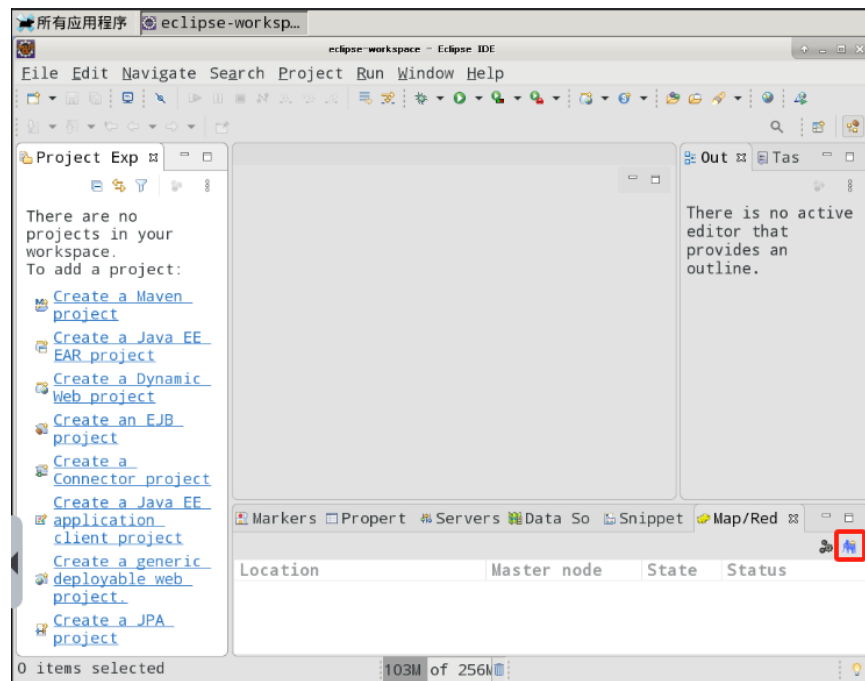 所有应用程序 eclipse-worksp...
eclipse-workspace - Eclipse IDE
File Edit Navigate Search Project Run Window Help
Project Exp
Out Tas
There are no
projects in your
workspace.
To add a project:
Create a Maven
project
Create a Java EE
EAR project
Create a Dynamic
Web project
Create an EJB
project
Create a
Connector project
Create a Java EE
application
client project
Create a generic
deployable web
project.
Create a JPA
project
There is no active
editor that
provides an
outline.
Markers Propert Servers Data So Snippet Map/Red
Location Master node State Status
0 items selected
103M of 256M